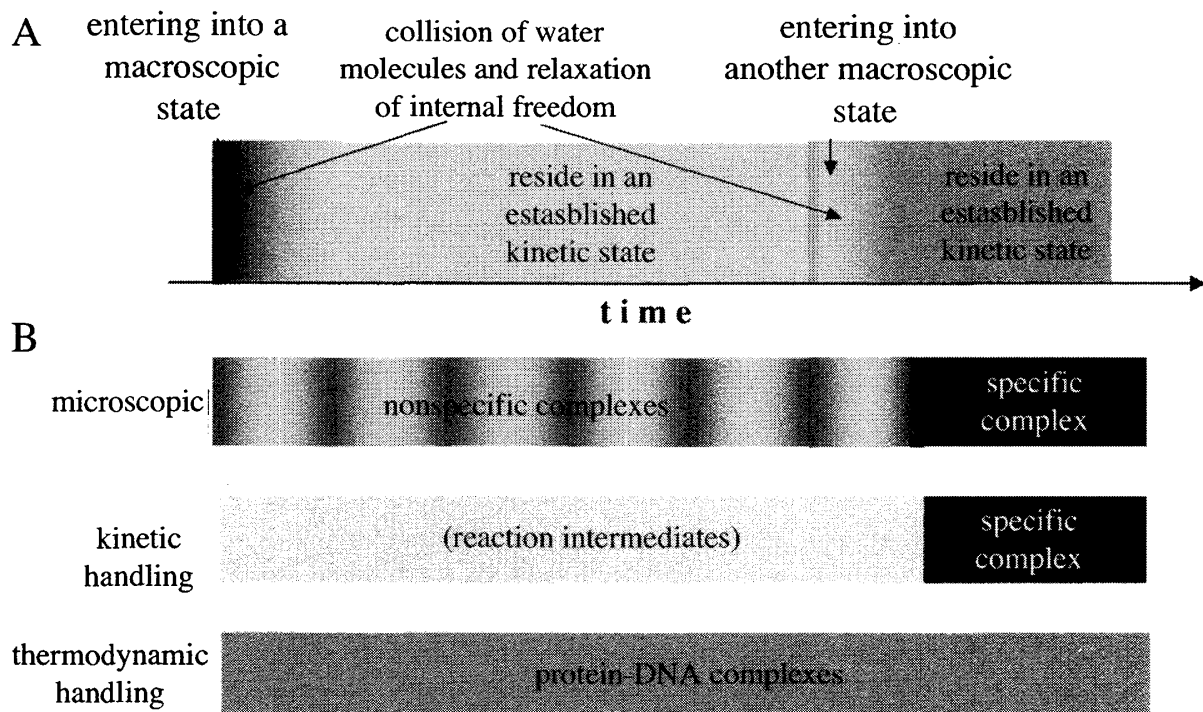 A
entering into a
macroscopic
state
collision of water
molecules and relaxation
of internal freedom
entering into
another macroscopic
state
reside in an
estasblished
kinetic state
reside in an
estasblished
kinetic state
time
B
microscopic
nonspecific complexes
specific
complex
kinetic
handling
(reaction intermediates)
specific
complex
thermodynamic
handling
protein-DNA complexes